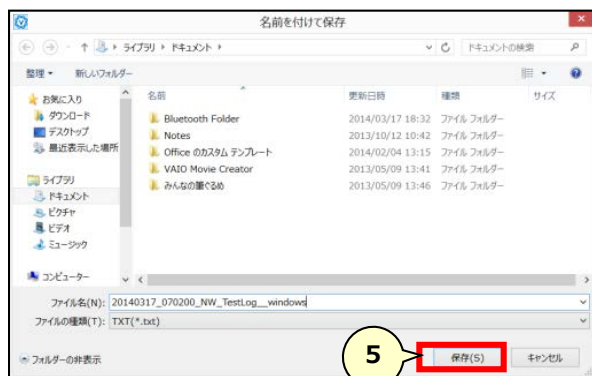 名前を付けて保存
ライブラリ ▸ ドキュメント ▸
ドキュメントの検索
整理 新しいフォルダー
名前 更新日時 種類 サイズ
お気に入り
ダウンロード
デスクトップ
最近表示した場所
ライブラリ
ドキュメント
ピクチャ
ビデオ
ミュージック
コンピューター
Bluetooth Folder 2014/03/17 18:32 ファイル フォルダー
Notes 2013/10/12 10:42 ファイル フォルダー
Office のカスタム テンプレート 2014/02/04 13:15 ファイル フォルダー
VAIO Movie Creator 2013/05/09 13:41 ファイル フォルダー
みんなの筆ぐるめ 2013/05/09 13:46 ファイル フォルダー
ファイル名(N): 20140317_070200_NW_TestLog__windows
ファイルの種類(T): TXT(*.txt)
フォルダーの非表示
5
保存(S)
キャンセル